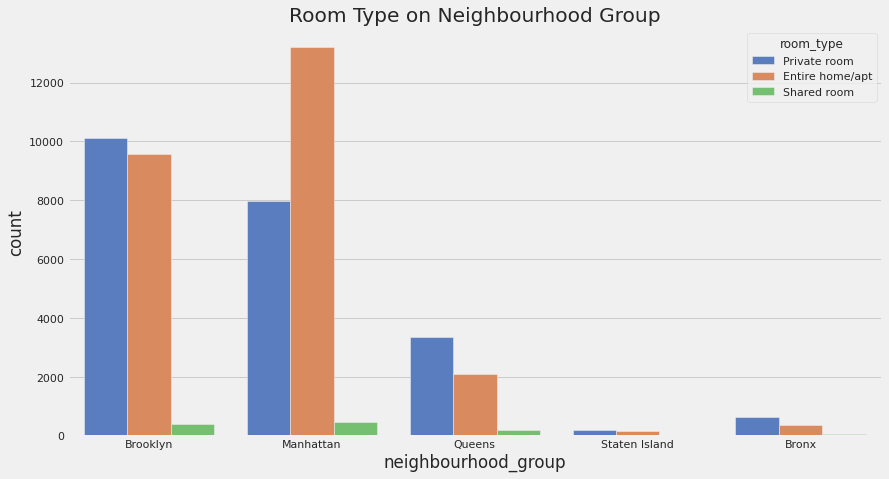 Room Type on Neighbourhood Group
room_type
Private room
Entire home/apt
Shared room
count
12000
10000
8000
6000
4000
2000
0
Brooklyn
Manhattan
Queens
Staten Island
Bronx
neighbourhood_group